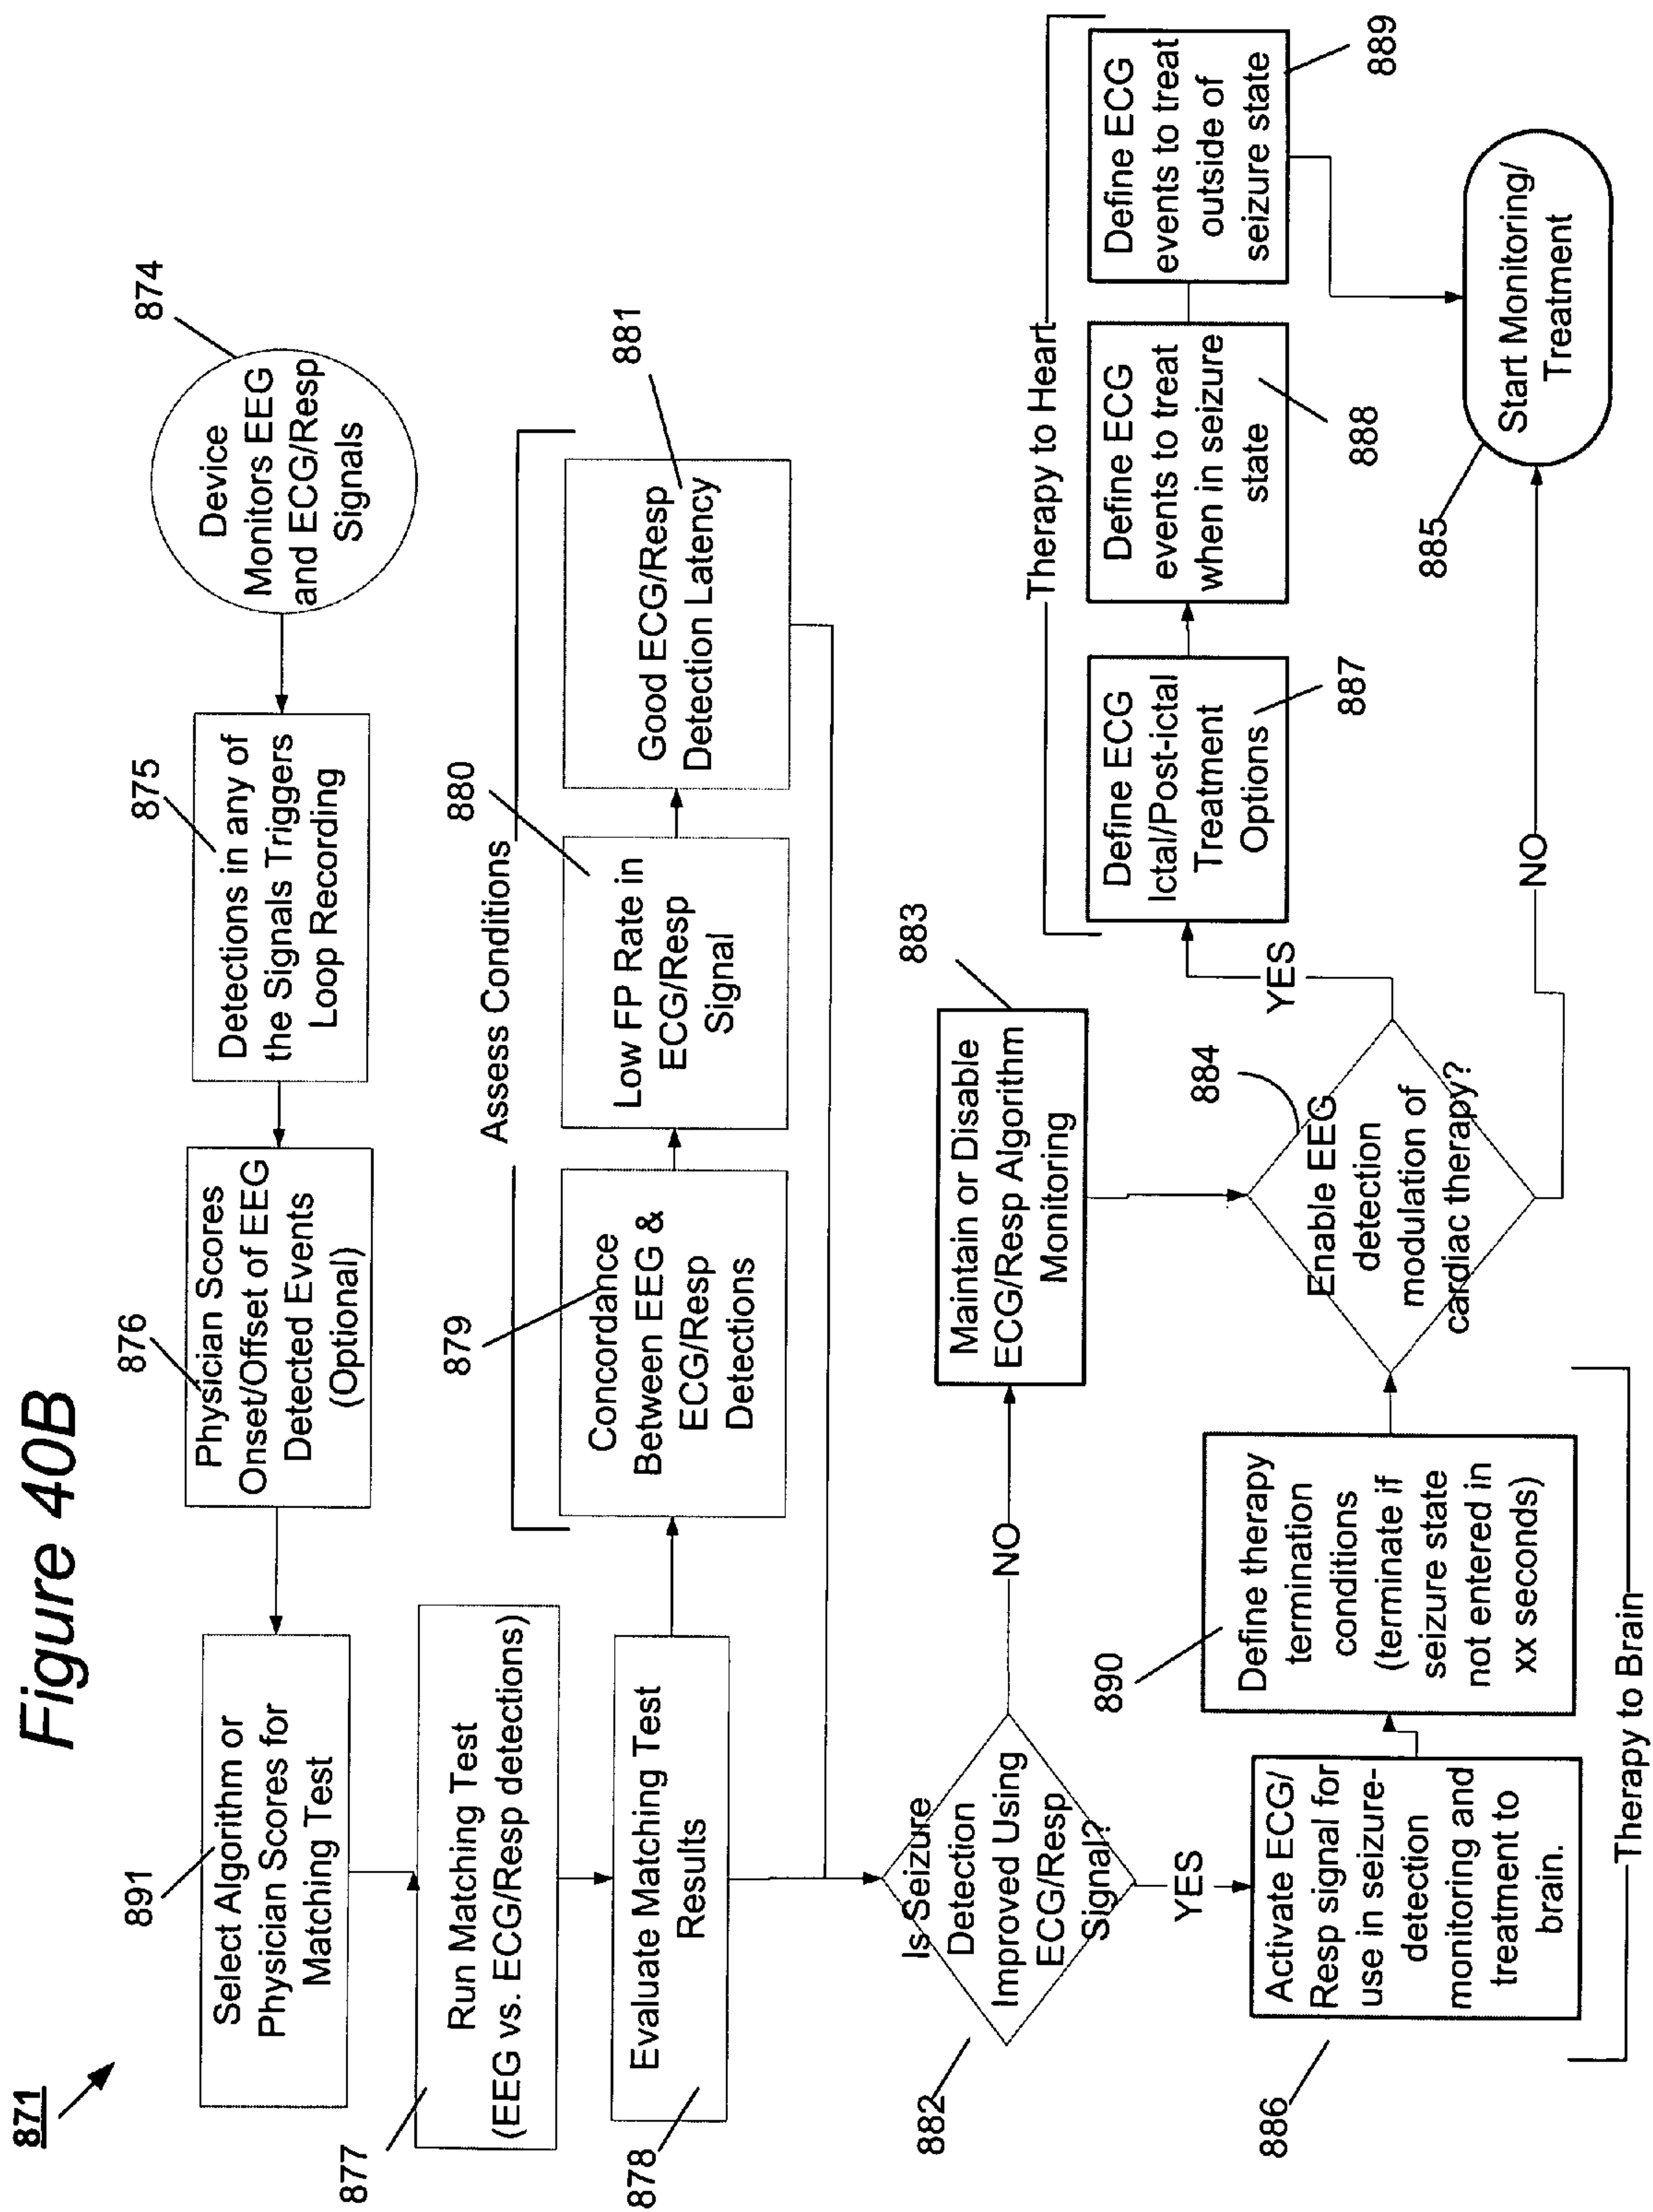 Figure 40B
871
874
Device
Monitors EEG
and ECG/Resp
Signals
875
Detections in any of
the Signals Triggers
Loop Recording
876
Physician Scores
Onset/Offset of EEG
Detected Events
(Optional)
891
Select Algorithm or
Physician Scores for
Matching Test
877
Run Matching Test
(EEG vs. ECG/Resp detections)
878
Evaluate Matching Test
Results
Assess Conditions
879
Concordance
Between EEG &
ECG/Resp
Detections
880
Low FP Rate in
ECG/Resp
Signal
881
Good ECG/Resp
Detection Latency
882
Is Seizure
Detection
Improved Using
ECG/Resp
Signal?
NO
883
Maintain or Disable
ECG/Resp Algorithm
Monitoring
YES
886
Activate ECG/
Resp signal for
use in seizure-
detection
monitoring and
treatment to
brain.
890
Define therapy
termination
conditions
(terminate if
seizure state
not entered in
xx seconds)
Therapy to Brain
884
Enable EEG
detection
modulation of
cardiac therapy?
YES
NO
Therapy to Heart
Define ECG
Ictal/Post-ictal
Treatment
Options
887
Define ECG
events to treat
when in seizure
state
888
Define ECG
events to treat
outside of
seizure state
889
885
Start Monitoring/
Treatment